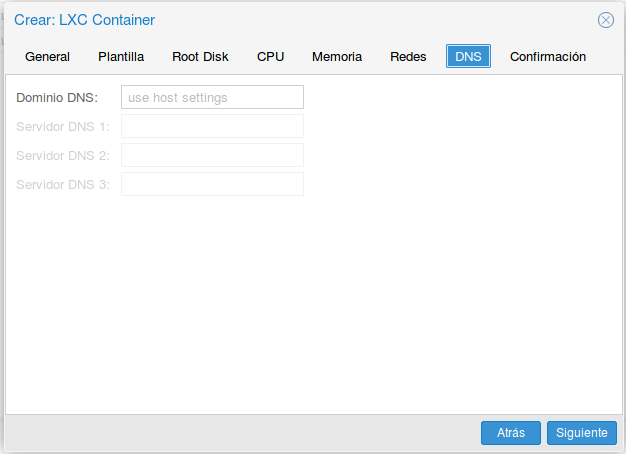 Crear: LXC Container
General Plantilla Root Disk CPU Memoria Redes DNS Confirmación
Dominio DNS: use host settings
Servidor DNS 1:
Servidor DNS 2:
Servidor DNS 3:
Atrás Siguiente